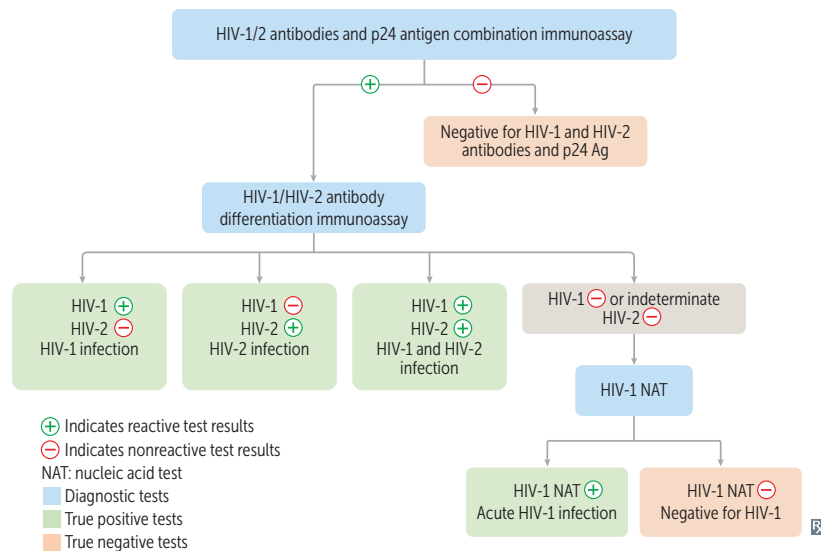 HIV-1/2 antibodies and p24 antigen combination immunoassay
+
–
Negative for HIV-1 and HIV-2
antibodies and p24 Ag
HIV-1/HIV-2 antibody
differentiation immunoassay
HIV-1 +
HIV-2 –
HIV-1 infection
HIV-1 –
HIV-2 +
HIV-2 infection
HIV-1 +
HIV-2 +
HIV-1 and HIV-2
infection
HIV-1 – or indeterminate
HIV-2 –
HIV-1 NAT
HIV-1 NAT +
Acute HIV-1 infection
HIV-1 NAT –
Negative for HIV-1
+ Indicates reactive test results
– Indicates nonreactive test results
NAT: nucleic acid test
Diagnostic tests
True positive tests
True negative tests
℞